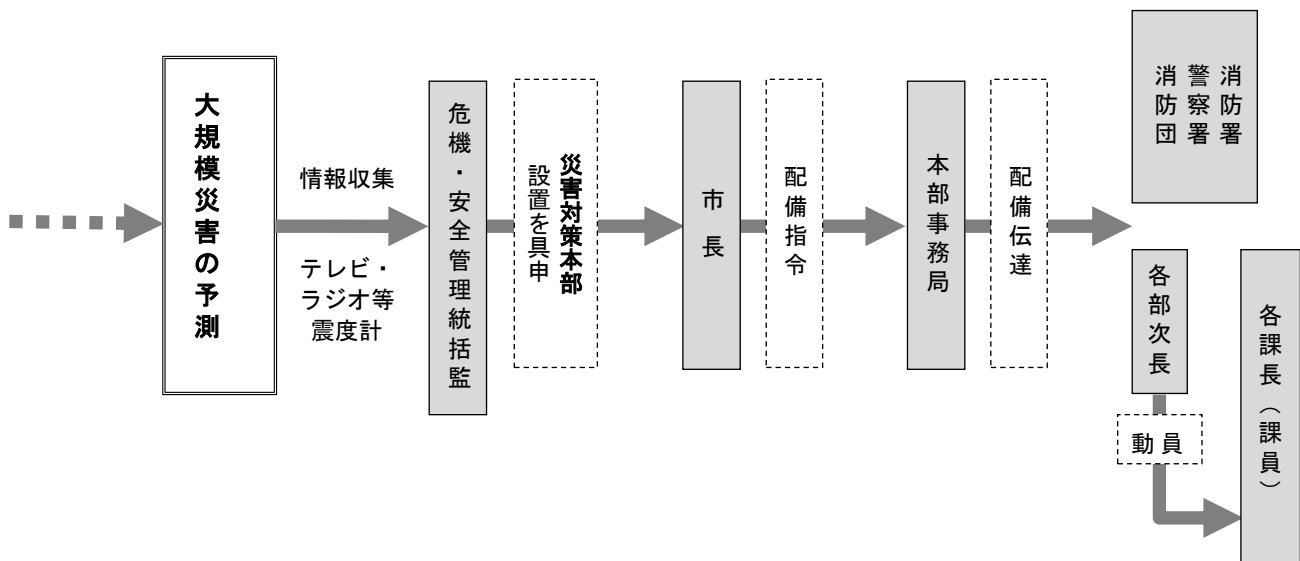 大規模災害の予測
情報収集
テレビ・
ラジオ等
震度計
危機・安全管理統括監
災害対策本部
設置を具申
市長
配備指令
本部事務局
配備伝達
消防署
警察署
消防団
各部次長
動員
各課長（課員）